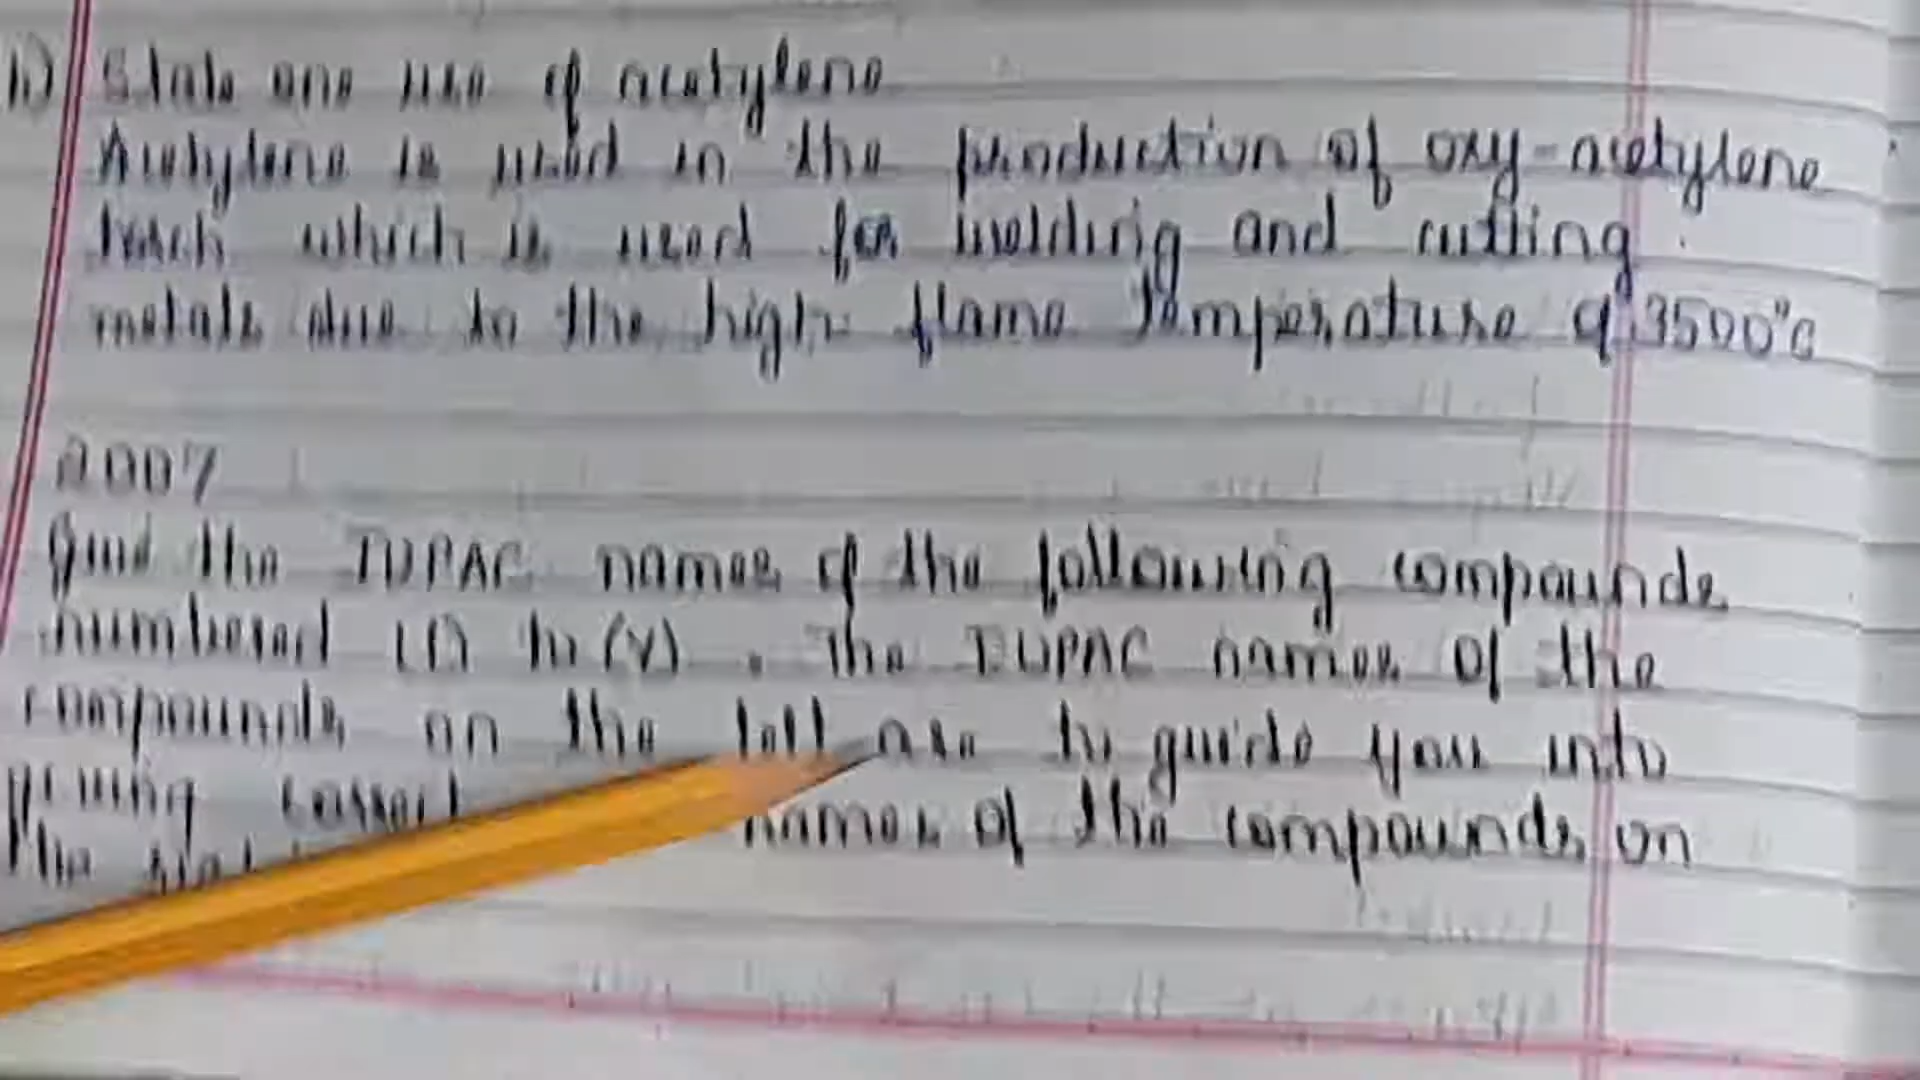 ii) State one use of acetylene
Acetylene is used in the production of oxy-acetylene
torch which is used for welding and cutting
metals due to the high flame temperature of 3500°C
2007
Give the IUPAC names of the following compounds
numbered (i) to (v). The IUPAC names of the
compounds on the left are to guide you into
giving correct names of the compounds on
the